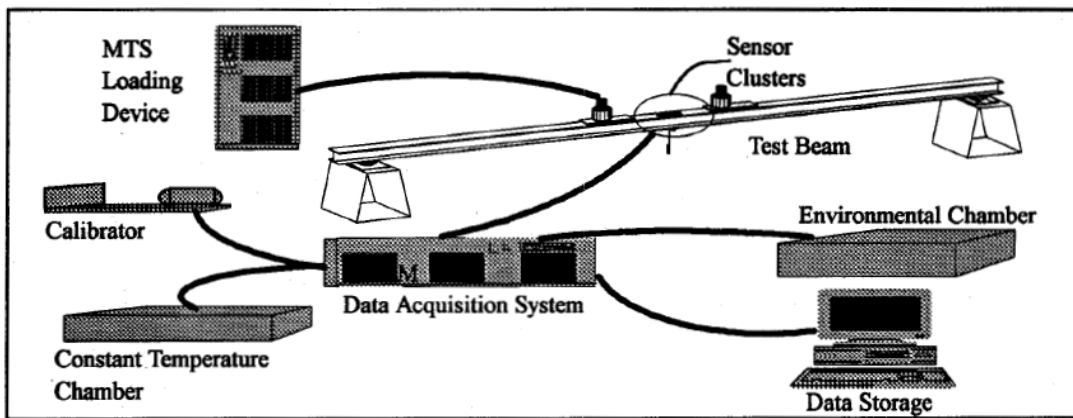 MTS
Loading
Device
Sensor
Clusters
Test Beam
Calibrator
Environmental Chamber
M
Data Acquisition System
Constant Temperature
Chamber
Data Storage